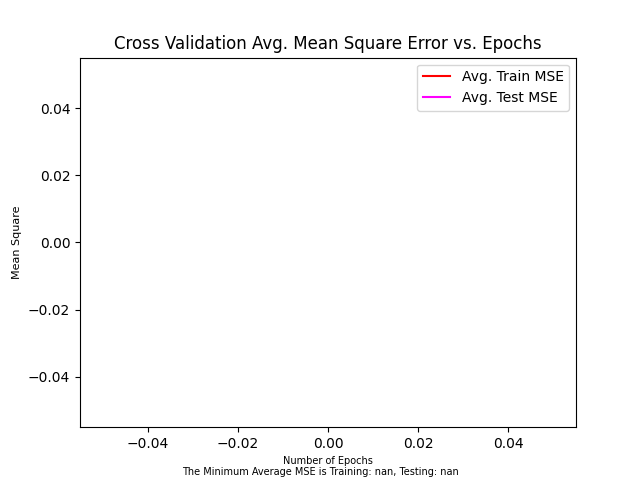 Cross Validation Avg. Mean Square Error vs. Epochs
Avg. Train MSE
Avg. Test MSE
0.04
0.02
0.00
−0.02
−0.04
Mean Square
−0.04
−0.02
0.00
0.02
0.04
Number of Epochs
The Minimum Average MSE is Training: nan, Testing: nan